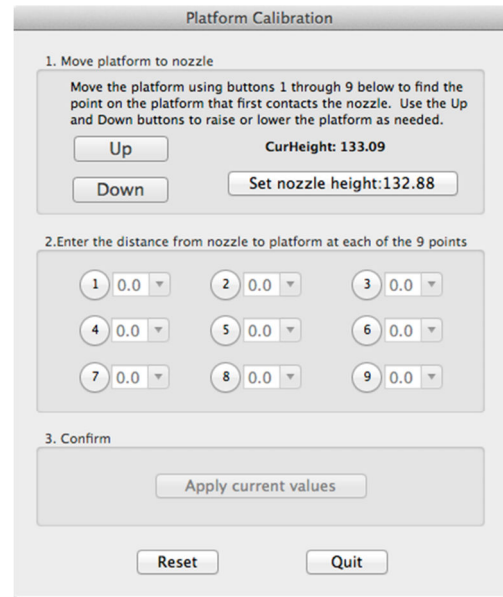 Platform Calibration
1. Move platform to nozzle
Move the platform using buttons 1 through 9 below to find the
point on the platform that first contacts the nozzle. Use the Up
and Down buttons to raise or lower the platform as needed.
Up
CurHeight: 133.09
Down
Set nozzle height:132.88
2.Enter the distance from nozzle to platform at each of the 9 points
1 0.0 2 0.0 3 0.0
4 0.0 5 0.0 6 0.0
7 0.0 8 0.0 9 0.0
3. Confirm
Apply current values
Reset Quit